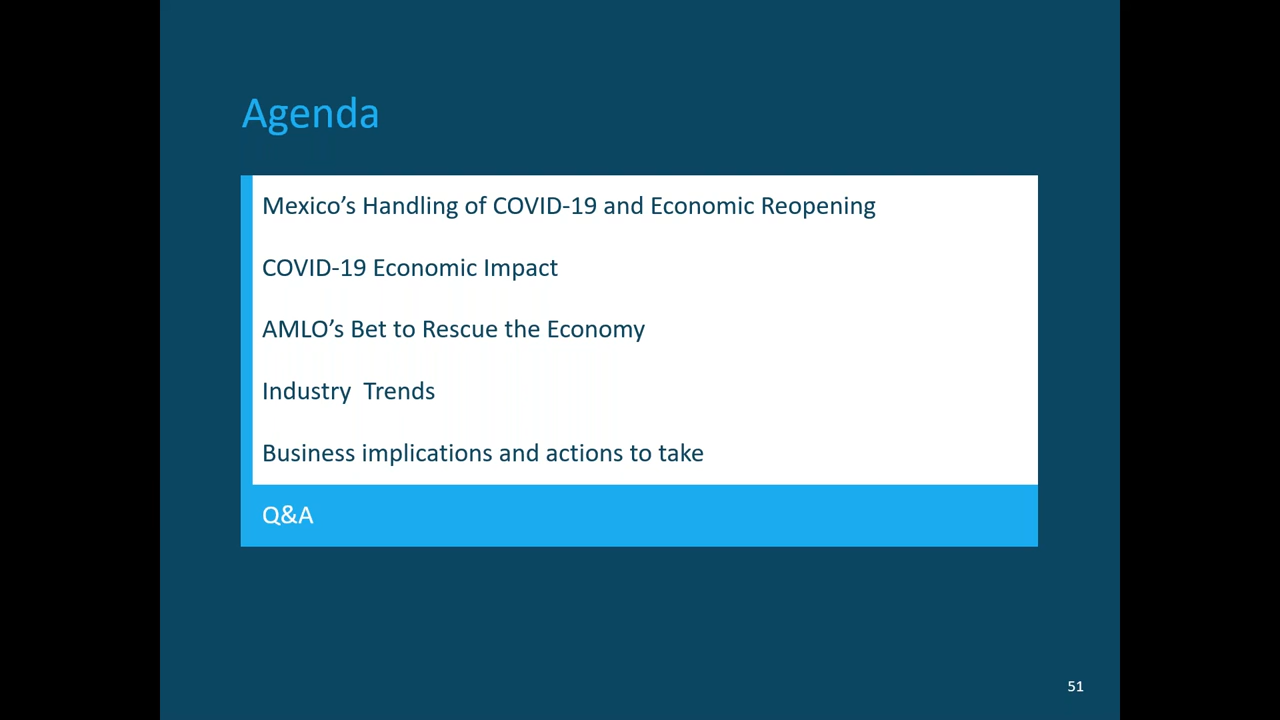 Agenda
Mexico’s Handling of COVID-19 and Economic Reopening
COVID-19 Economic Impact
AMLO’s Bet to Rescue the Economy
Industry  Trends
Business implications and actions to take
Q&A
51